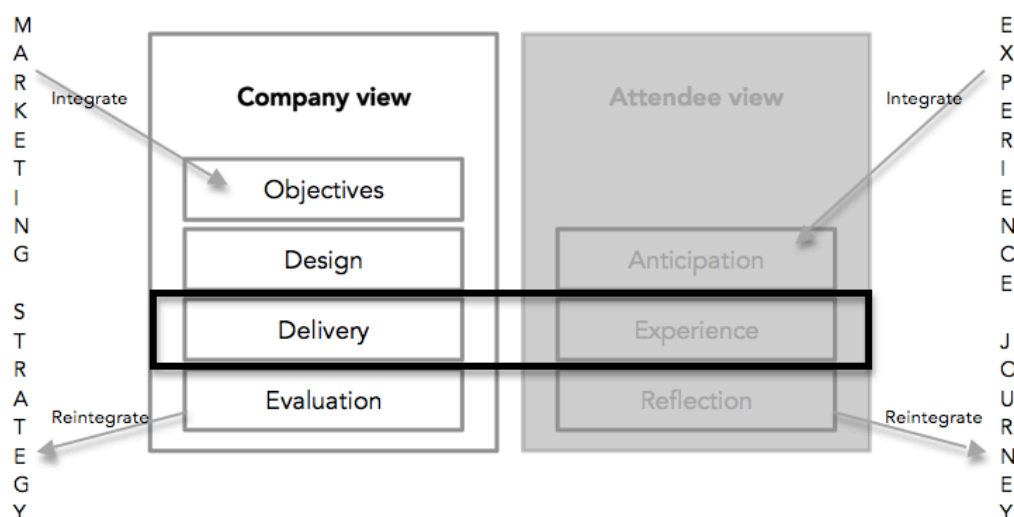 MARKETING STRATEGY
Integrate
Company view
Objectives
Design
Delivery
Evaluation
Reintegrate
Attendee view
Anticipation
Experience
Reflection
Integrate
Reintegrate
EXPERIENCE JOURNEY